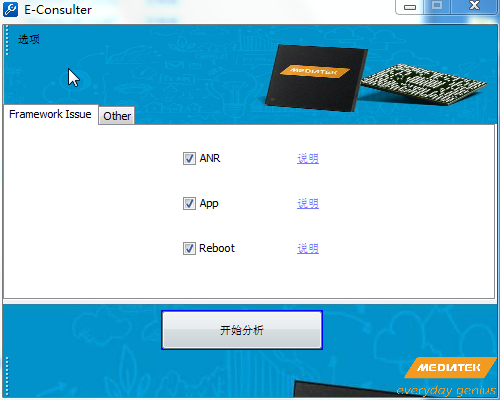 E-Consulter
选项
MEDIATEK
Framework Issue
Other
ANR 说明
App 说明
Reboot 说明
开始分析
MEDIATEK
everyday genius